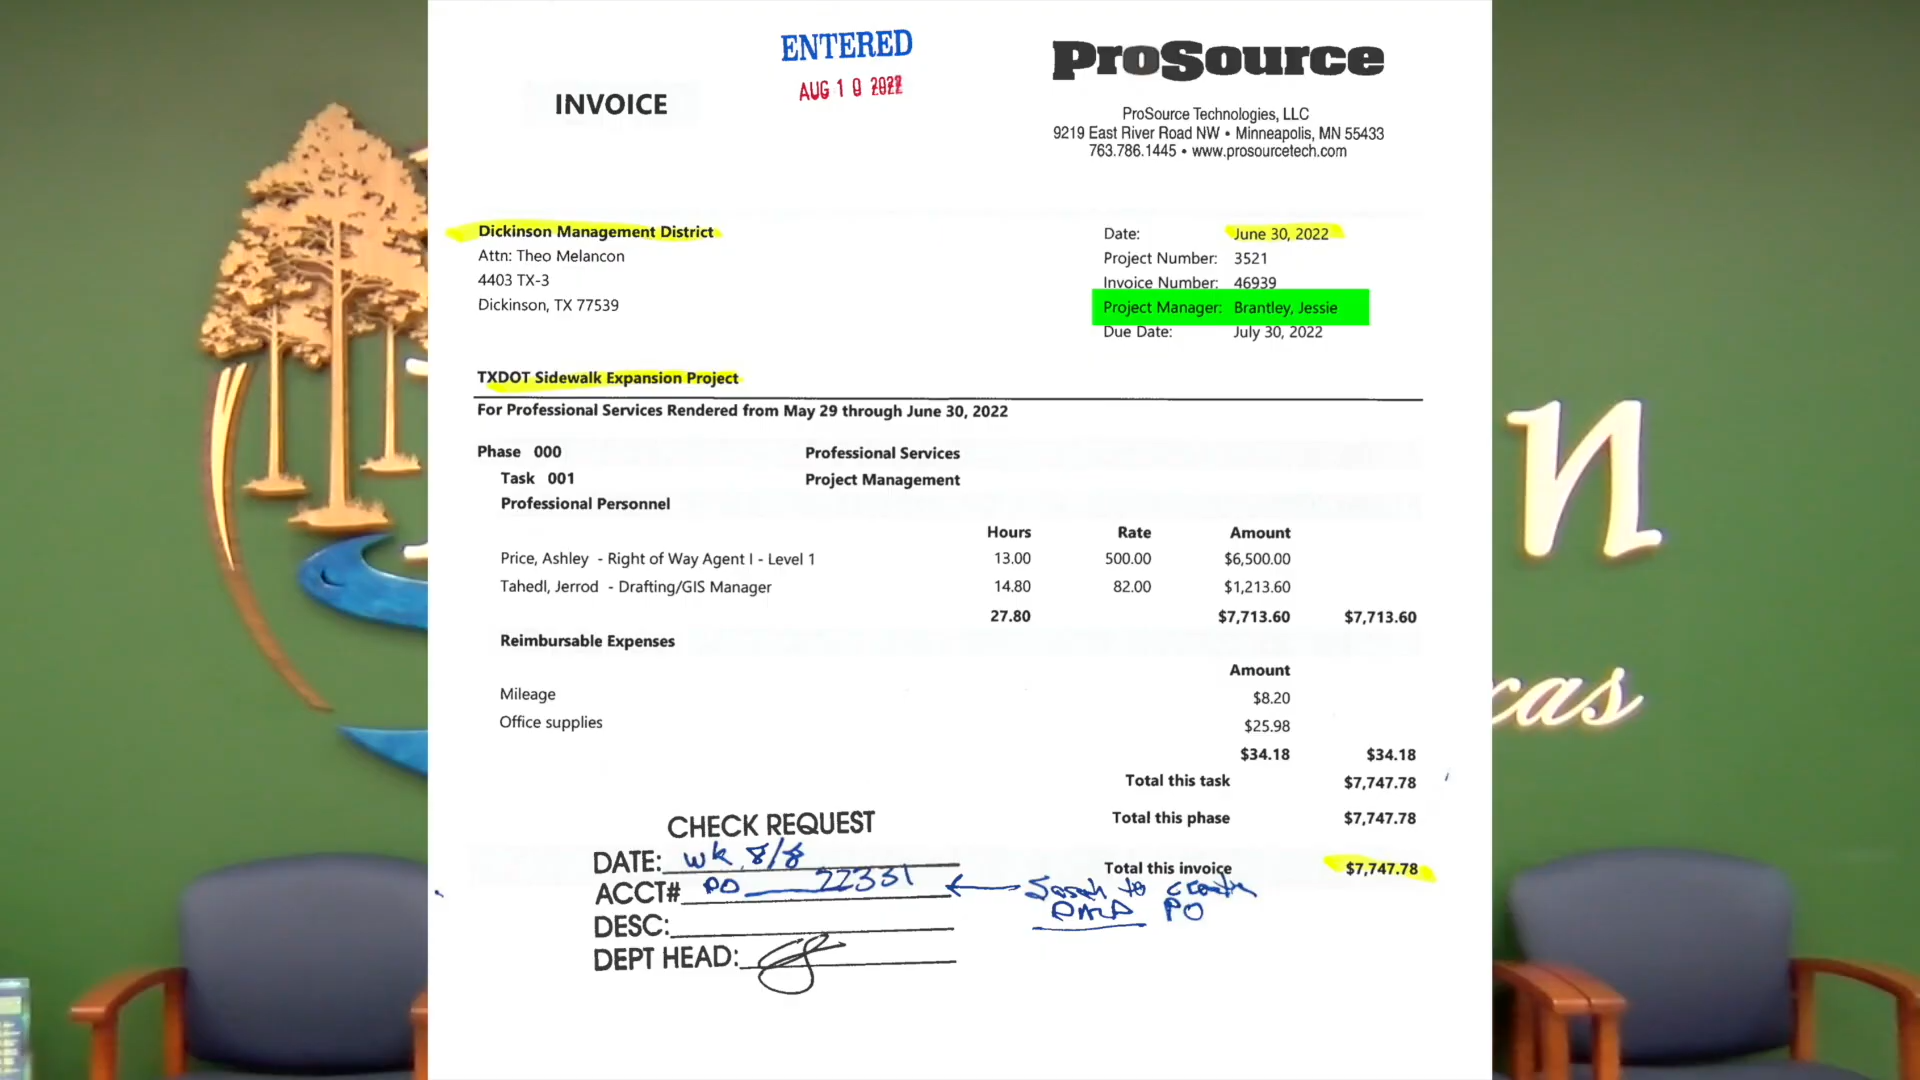 ENTERED
AUG 10 2022
INVOICE
ProSource
ProSource Technologies, LLC
9219 East River Road NW • Minneapolis, MN 55433
763.786.1445 • www.prosourcetech.com
Dickinson Management District
Attn: Theo Melancon
4403 TX-3
Dickinson, TX 77539
Date: June 30, 2022
Project Number: 3521
Invoice Number: 46939
Project Manager: Brantley, Jessie
Due Date: July 30, 2022
TXDOT Sidewalk Expansion Project
For Professional Services Rendered from May 29 through June 30, 2022
Phase 000 Professional Services
Task 001 Project Management
Professional Personnel
Hours Rate Amount
Price, Ashley - Right of Way Agent I - Level 1 13.00 500.00 $6,500.00
Tahedl, Jerrod - Drafting/GIS Manager 14.80 82.00 $1,213.60
27.80 $7,713.60 $7,713.60
Reimbursable Expenses
Amount
Mileage $8.20
Office supplies $25.98
$34.18 $34.18
Total this task $7,747.78
Total this phase $7,747.78
Total this invoice $7,747.78
CHECK REQUEST
DATE: wk 8/8
ACCT# PO 22331
Sarah to create
PO
DESC:
DEPT HEAD:
n
xas